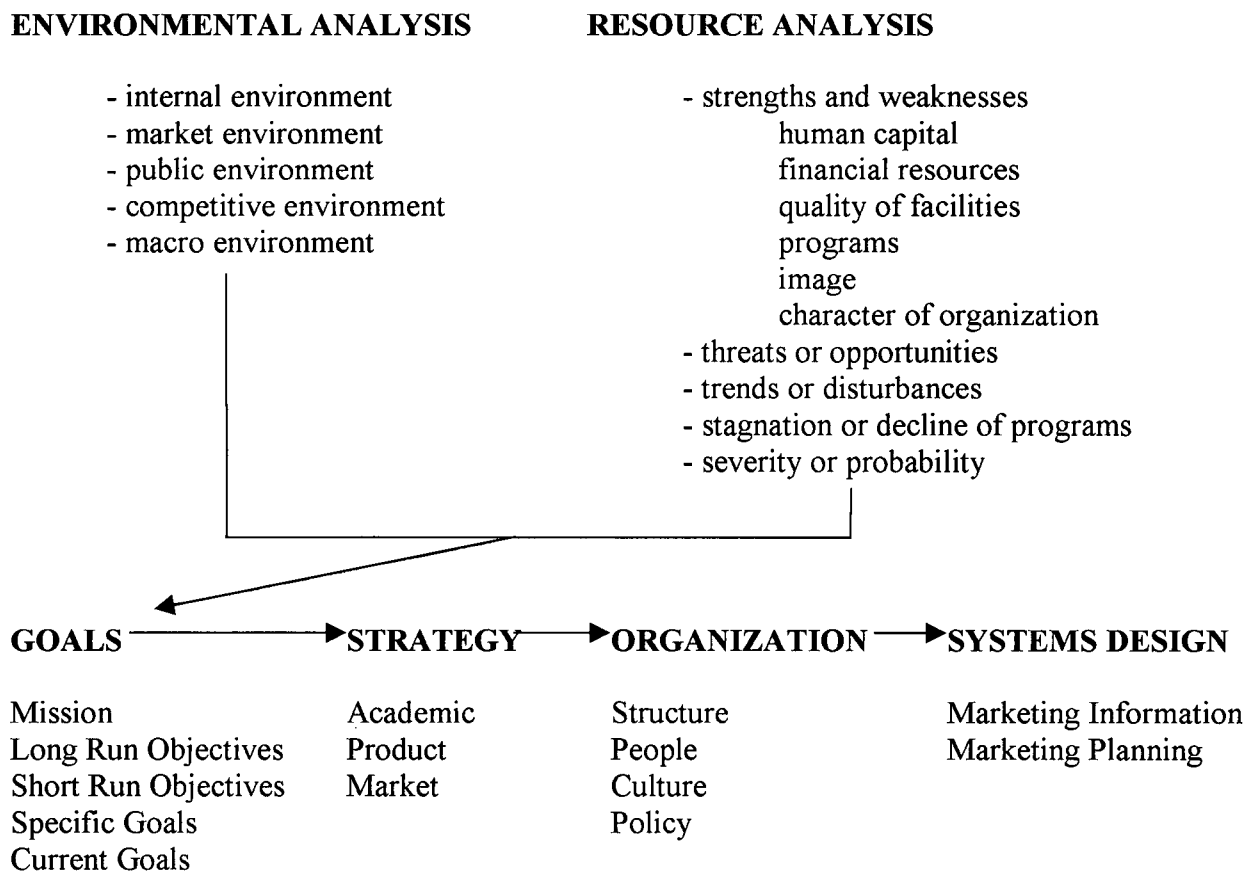 ENVIRONMENTAL ANALYSIS
- internal environment
- market environment
- public environment
- competitive environment
- macro environment
RESOURCE ANALYSIS
- strengths and weaknesses
human capital
financial resources
quality of facilities
programs
image
character of organization
- threats or opportunities
- trends or disturbances
- stagnation or decline of programs
- severity or probability
GOALS
Mission
Long Run Objectives
Short Run Objectives
Specific Goals
Current Goals
STRATEGY
Academic
Product
Market
ORGANIZATION
Structure
People
Culture
Policy
SYSTEMS DESIGN
Marketing Information
Marketing Planning